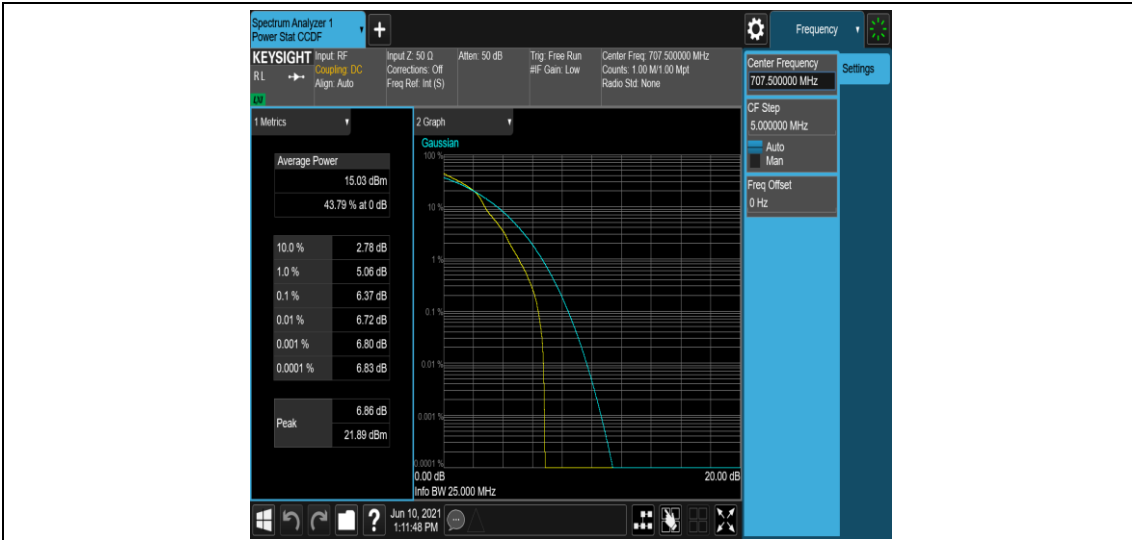 Spectrum Analyzer 1
Power Stat CCDF
+
Frequency
KEYSIGHT
RL
LXI
Input: RF
Coupling: DC
Align: Auto
Input Z: 50 Ω
Corrections: Off
Freq Ref: Int (S)
Atten: 50 dB
Trig: Free Run
#IF Gain: Low
Center Freq: 707.500000 MHz
Counts: 1.00 M/1.00 Mpt
Radio Std: None
Center Frequency
707.500000 MHz
Settings
CF Step
5.000000 MHz
Auto
Man
Freq Offset
0 Hz
1 Metrics
Average Power
15.03 dBm
43.79 % at 0 dB
10.0 % 2.78 dB
1.0 % 5.06 dB
0.1 % 6.37 dB
0.01 % 6.72 dB
0.001 % 6.80 dB
0.0001 % 6.83 dB
Peak
6.86 dB
21.89 dBm
2 Graph
Gaussian
100 %
10 %
1 %
0.1 %
0.01 %
0.001 %
0.0001 %
0.00 dB
20.00 dB
Info BW 25.000 MHz
?
Jun 10, 2021
1:11:48 PM